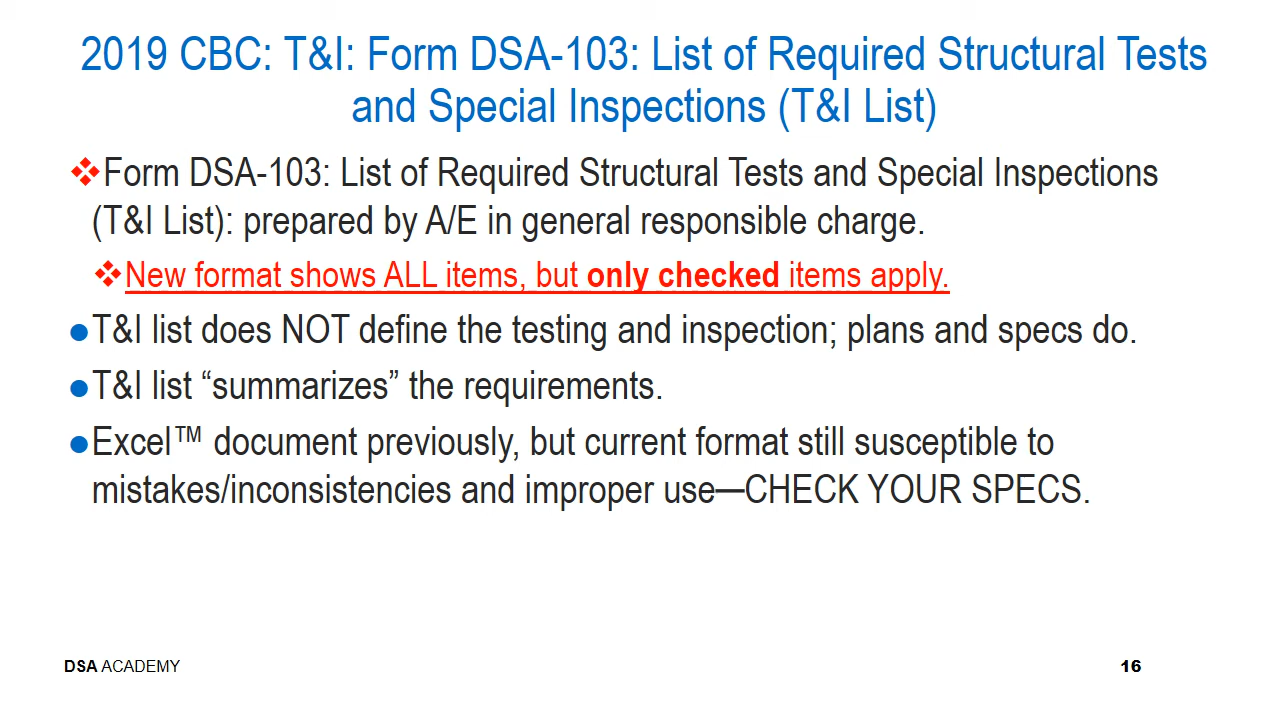 2019 CBC: T&I: Form DSA-103: List of Required Structural Tests
and Special Inspections (T&I List)
❖Form DSA-103: List of Required Structural Tests and Special Inspections
(T&I List): prepared by A/E in general responsible charge.
❖New format shows ALL items, but only checked items apply.
●T&I list does NOT define the testing and inspection; plans and specs do.
●T&I list “summarizes” the requirements.
●Excel™ document previously, but current format still susceptible to
mistakes/inconsistencies and improper use—CHECK YOUR SPECS.
DSA ACADEMY
16